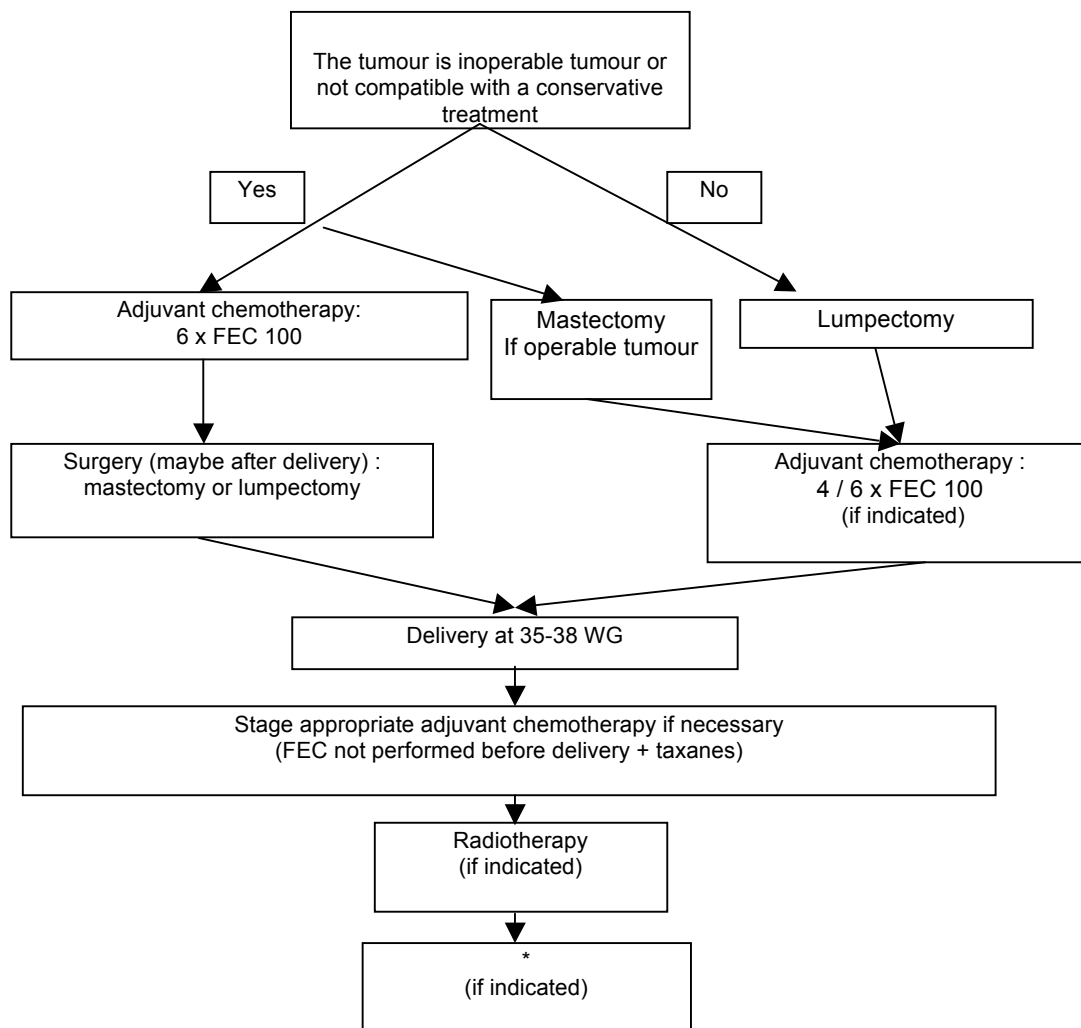 The tumour is inoperable tumour or
not compatible with a conservative
treatment
Yes
No
Adjuvant chemotherapy:
6 x FEC 100
Mastectomy
If operable tumour
Lumpectomy
Surgery (maybe after delivery) :
mastectomy or lumpectomy
Adjuvant chemotherapy :
4 / 6 x FEC 100
(if indicated)
Delivery at 35-38 WG
Stage appropriate adjuvant chemotherapy if necessary
(FEC not performed before delivery + taxanes)
Radiotherapy
(if indicated)
*
(if indicated)